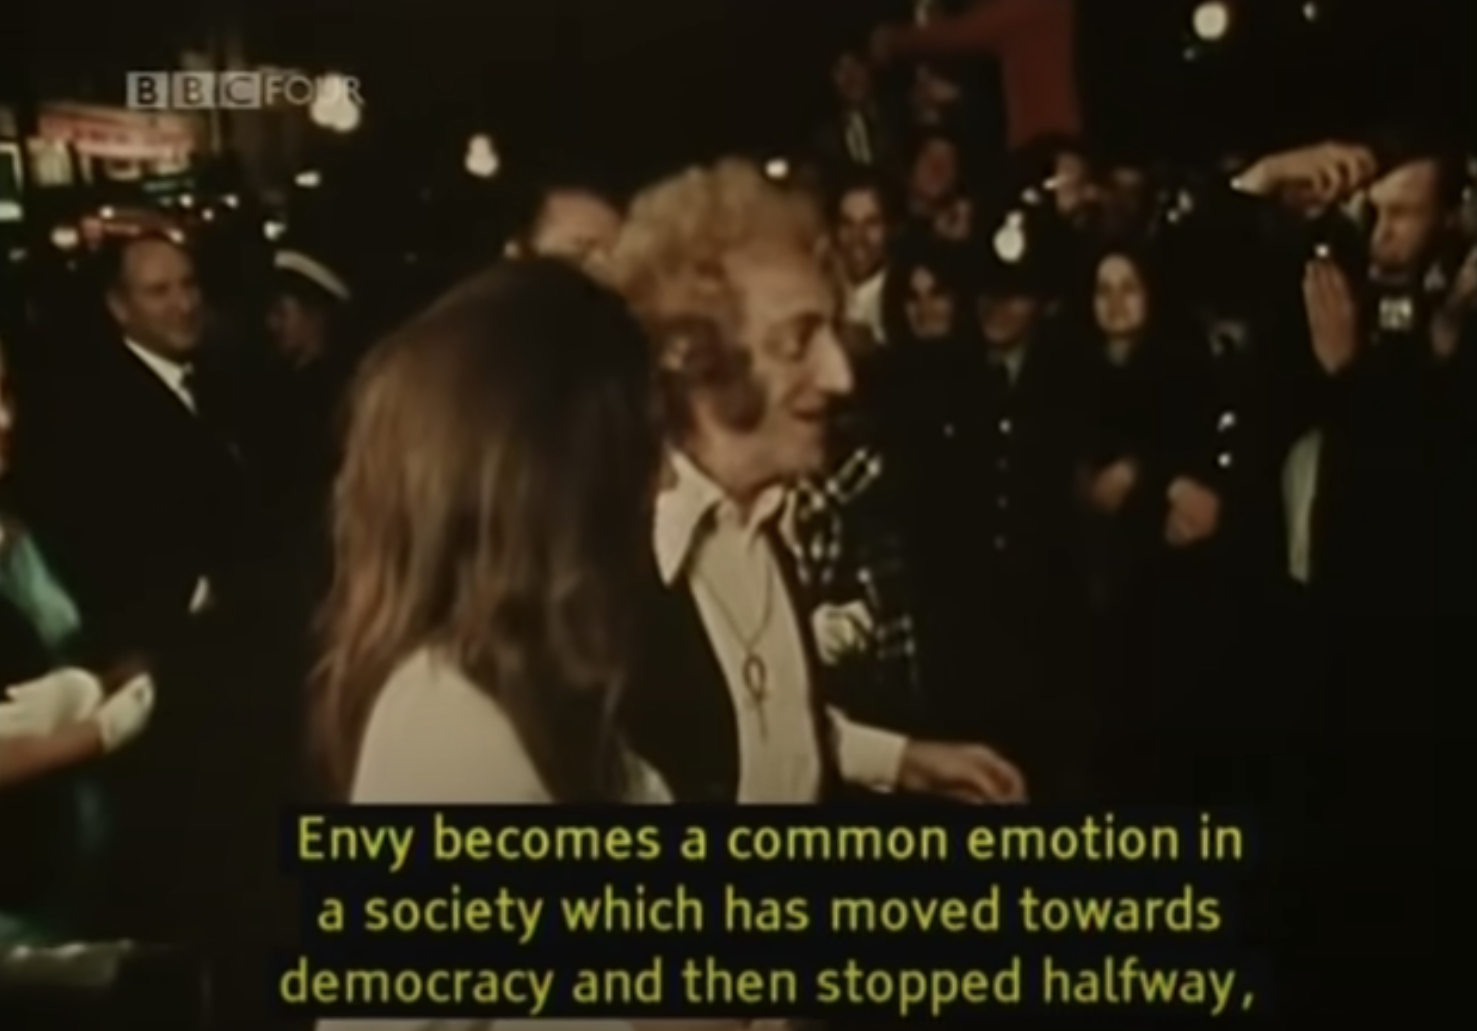 BBC FOUR
Envy becomes a common emotion in
a society which has moved towards
democracy and then stopped halfway,